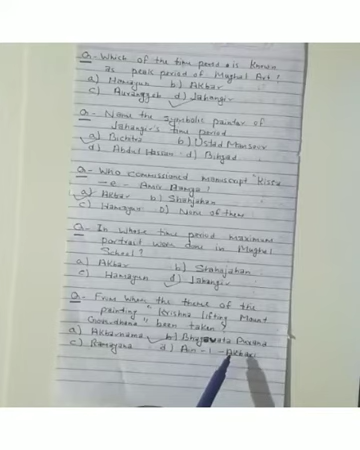 Q- Which of the time period is known
as peak period of Mughal Art?
a) Humayun b) Akbar
c) Aurangzeb d) Jahangir
Q- Name the symbolic painter of
Jahangir's time period
a) Bichitra b) Ustad Mansoor
d) Abdul Hassan d) Bihzad
Q- Who commissioned manuscript
-e- Amir Hamza?
a) Akbar b) Shahjahan
c) Humayun D) None of them
Q- In whose time period maximum
portrait work done in Mughal
School?
a) Akbar b) Shahajahan
c) Humayun d) Jahangir
Q- From where the theme of the
painting "Krishna lifting Mount
Goverdhana" been taken?
a) Akbarnama b) Bhagavata Purana
c) Ramayana d) Ain-i-Akbari